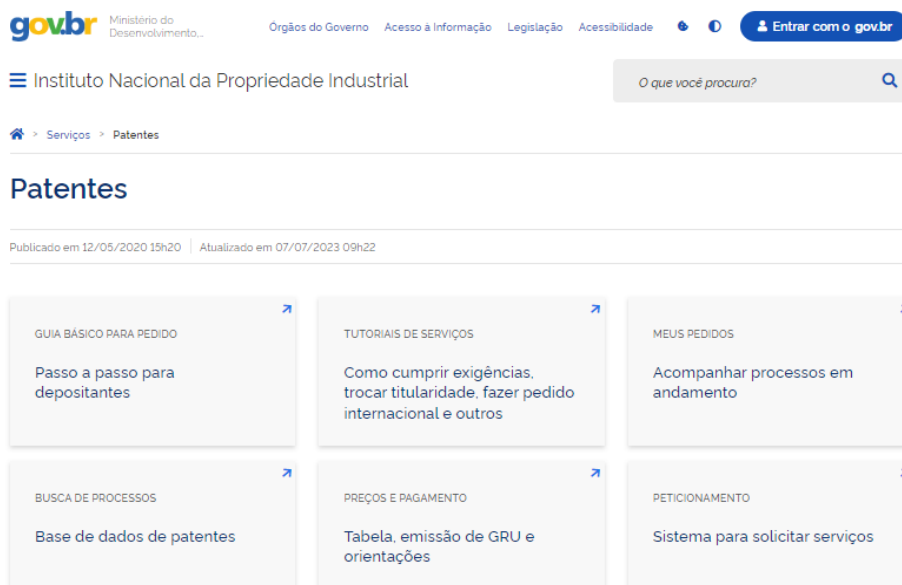 gov.br
Ministério do
Desenvolvimento,...
Órgãos do Governo Acesso à Informação Legislação Acessibilidade
Entrar com o gov.br
Instituto Nacional da Propriedade Industrial
O que você procura?
> Serviços > Patentes
Patentes
Publicado em 12/05/2020 15h20 | Atualizado em 07/07/2023 09h22
GUIA BÁSICO PARA PEDIDO
Passo a passo para
depositantes
TUTORIAIS DE SERVIÇOS
Como cumprir exigências,
trocar titularidade, fazer pedido
internacional e outros
MEUS PEDIDOS
Acompanhar processos em
andamento
BUSCA DE PROCESSOS
Base de dados de patentes
PREÇOS E PAGAMENTO
Tabela, emissão de GRU e
orientações
PETICIONAMENTO
Sistema para solicitar serviços